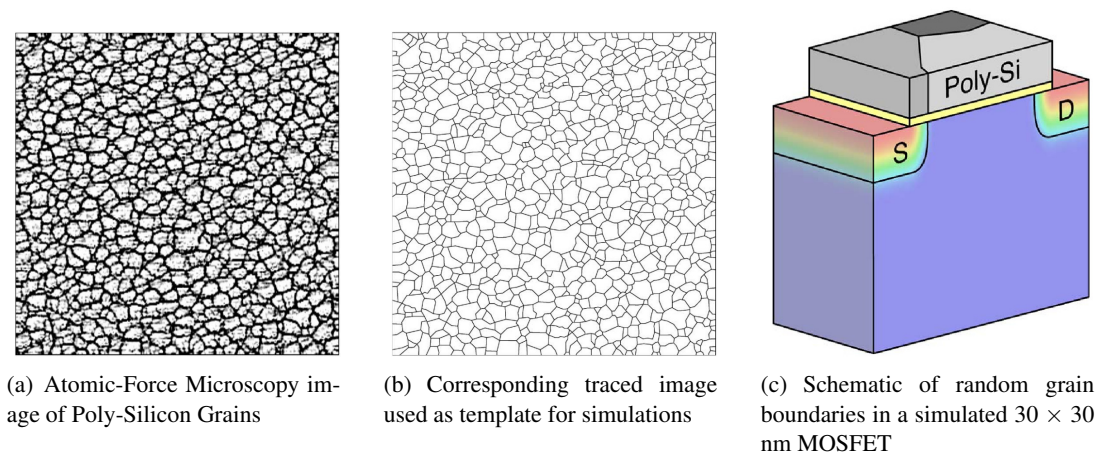 Poly-Si
S
D
(a) Atomic-Force Microscopy im-
age of Poly-Silicon Grains
(b) Corresponding traced image
used as template for simulations
(c) Schematic of random grain
boundaries in a simulated 30 × 30
nm MOSFET